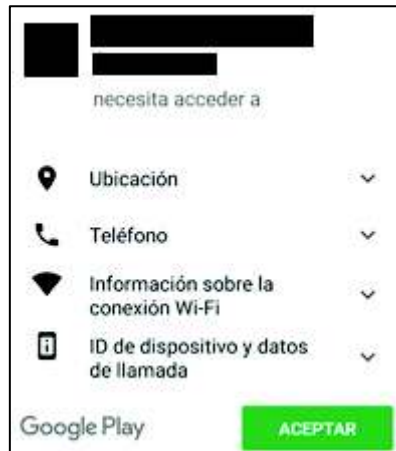 necesita acceder a
Ubicación
Teléfono
Información sobre la
conexión Wi-Fi
ID de dispositivo y datos
de llamada
Google Play
ACEPTAR